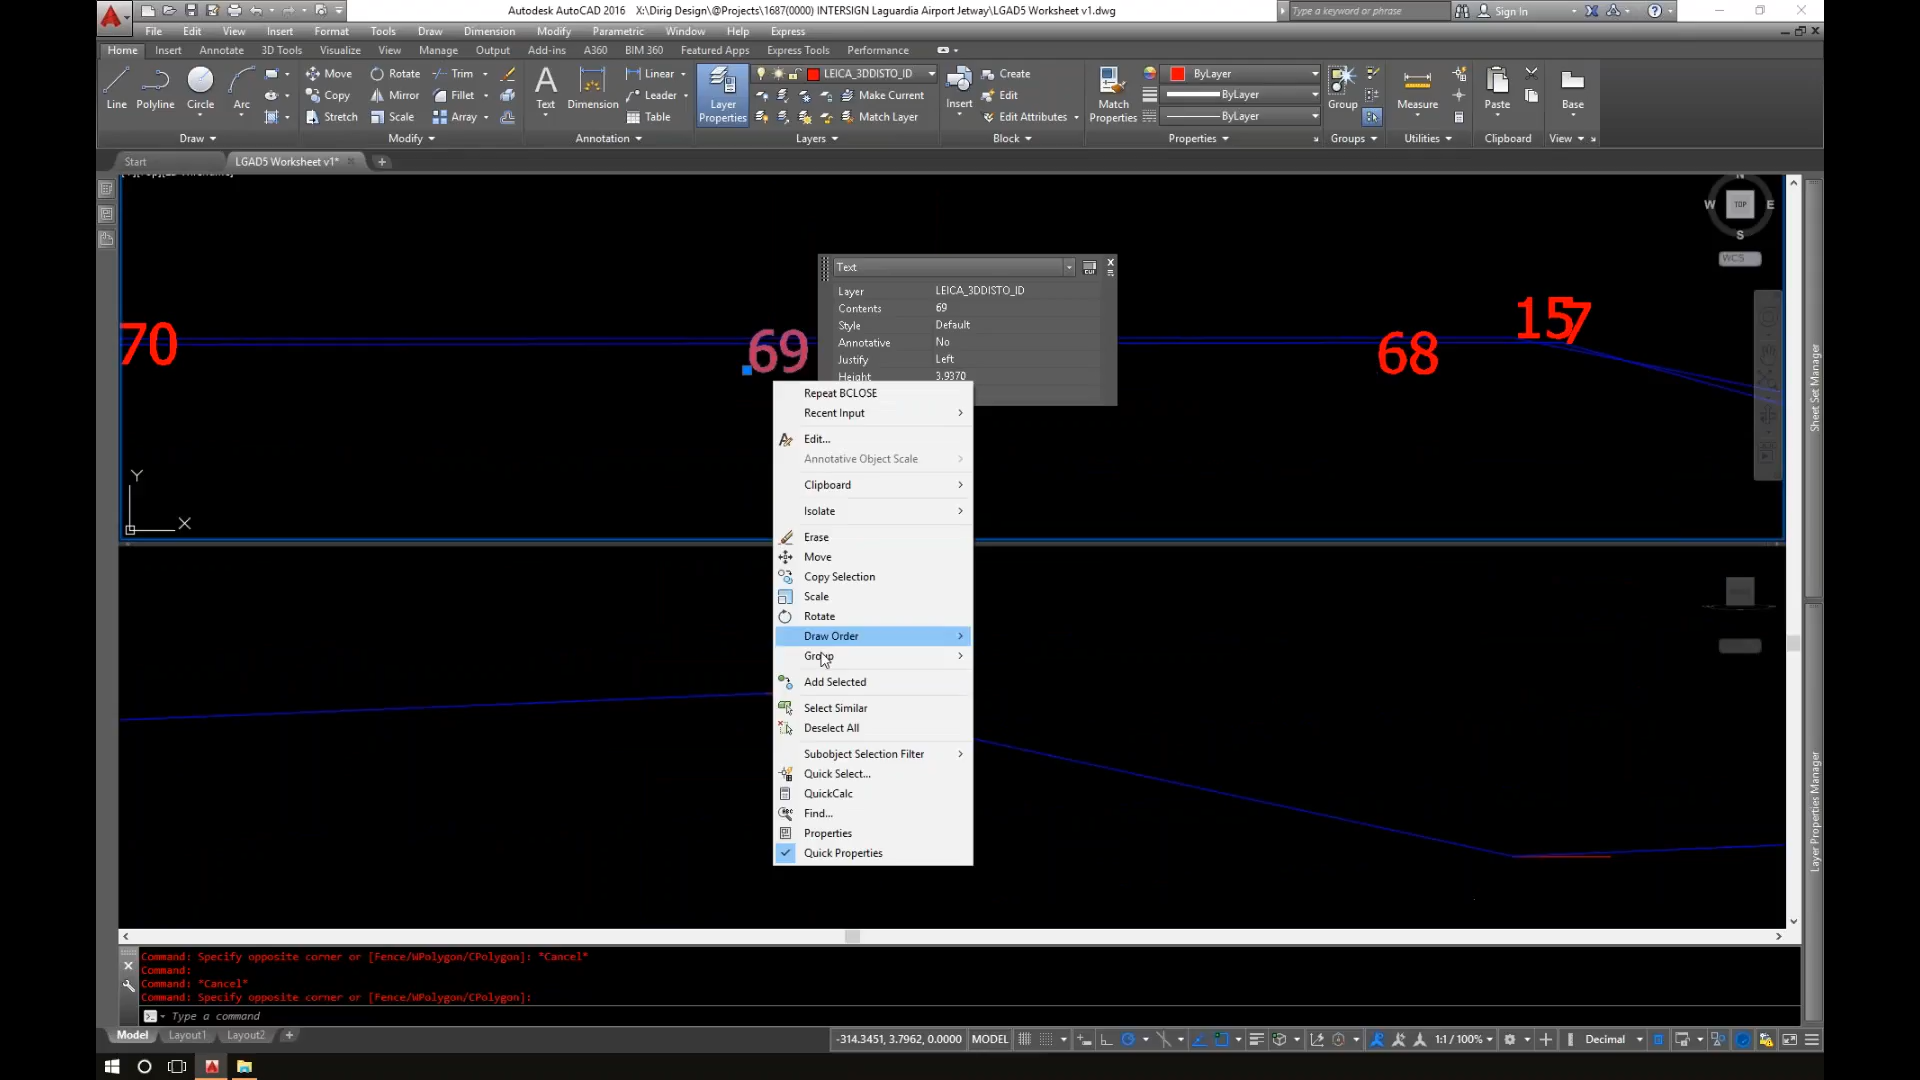 Autodesk AutoCAD 2016 X:\Dirig Design\@Projects\1687(0000) INTERSIGN Laguardia Airport Jetway\LGAD5 Worksheet v1.dwg
Type a keyword or phrase
Sign In
File Edit View Insert Format Tools Draw Dimension Modify Parametric Window Help Express
Home Insert Annotate 3D Tools Visualize View Manage Output Add-ins A360 BIM 360 Featured Apps Express Tools Performance
Line Polyline Circle Arc
Move Rotate Trim
Copy Mirror Fillet
Stretch Scale Array
Text Dimension
Linear
Leader
Table
Layer Properties
LEICA_3DDISTO_ID
Make Current
Match Layer
Insert
Create
Edit
Edit Attributes
Match Properties
ByLayer
ByLayer
ByLayer
Group Measure Paste Base
Draw Modify Annotation Layers Block Properties Groups Utilities Clipboard View
Start LGAD5 Worksheet v1*
N
W TOP E
S
WCS
70
69
68
15
7
Text
Layer LEICA_3DDISTO_ID
Contents 69
Style Default
Annotative No
Justify Left
Height 3.9370
Repeat BCLOSE
Recent Input
Edit...
Annotative Object Scale
Clipboard
Isolate
Erase
Move
Copy Selection
Scale
Rotate
Draw Order
Group
Add Selected
Select Similar
Deselect All
Subobject Selection Filter
Quick Select...
QuickCalc
Find...
Properties
Quick Properties
Y
X
Sheet Set Manager
Layer Properties Manager
Command: Specify opposite corner or [Fence/WPolygon/CPolygon]: *Cancel*
Command:
Command: *Cancel*
Command: Specify opposite corner or [Fence/WPolygon/CPolygon]:
Type a command
Model Layout1 Layout2
-314.3451, 3.7962, 0.0000 MODEL
1:1 / 100%
Decimal